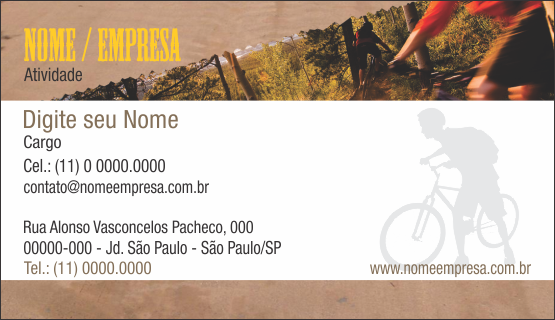 NOME / EMPRESA
Atividade
Digite seu Nome
Cargo
Cel.: (11) 0 0000.0000
contato@nomeempresa.com.br
Rua Alonso Vasconcelos Pacheco, 000
00000-000 - Jd. São Paulo - São Paulo/SP
Tel.: (11) 0000.0000
www.nomeempresa.com.br